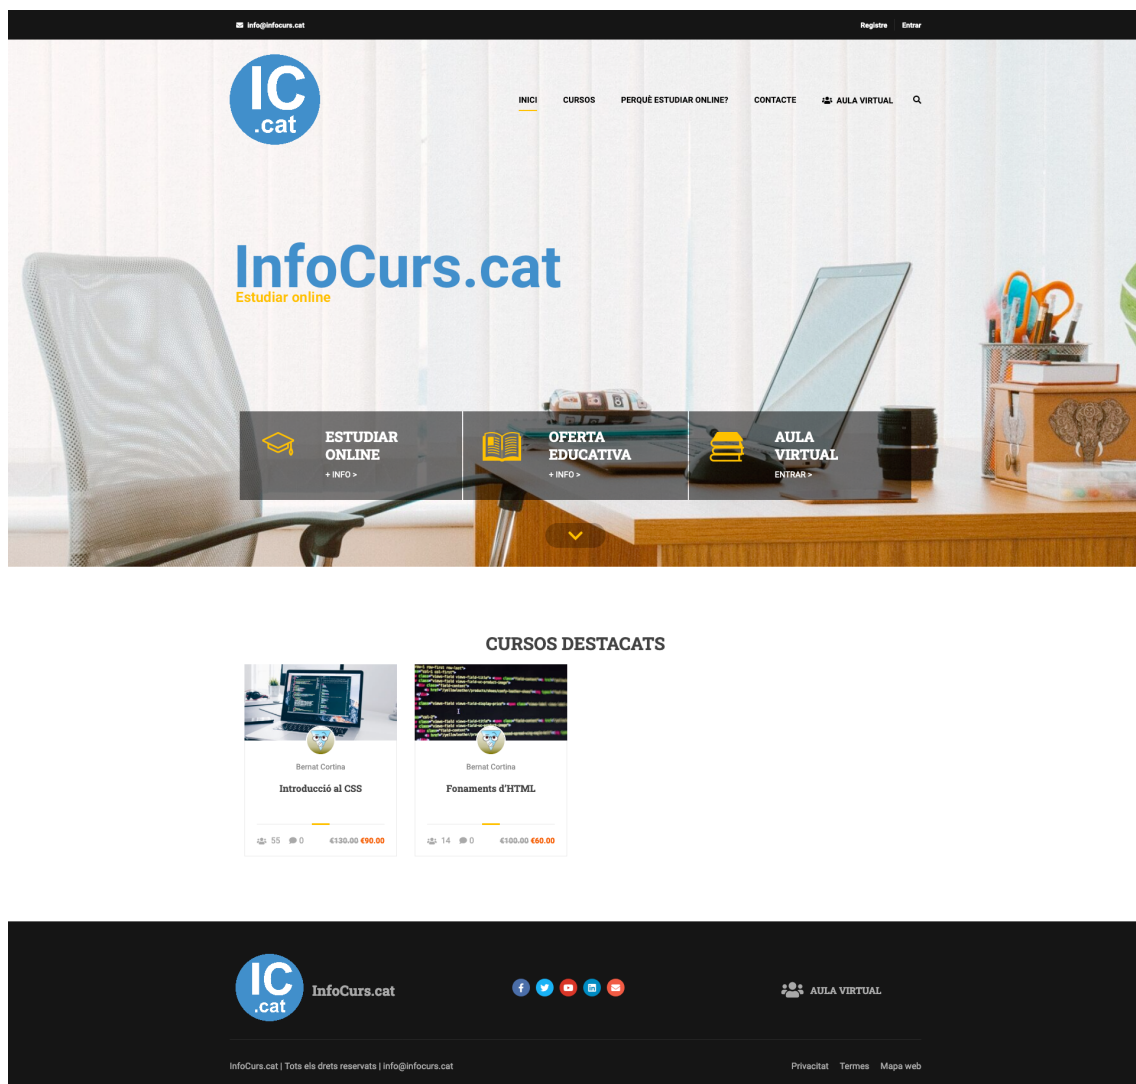 info@infocurs.cat
Registre Entrar
IC
.cat
INICI CURSOS PERQUÈ ESTUDIAR ONLINE? CONTACTE AULA VIRTUAL
InfoCurs.cat
Estudiar online
ESTUDIAR
ONLINE
+ INFO >
OFERTA
EDUCATIVA
+ INFO >
AULA
VIRTUAL
ENTRAR >
CURSOS DESTACATS
Bernat Cortina
Introducció al CSS
55 0 €130.00 €90.00
Bernat Cortina
Fonaments d'HTML
14 0 €100.00 €60.00
IC
.cat
InfoCurs.cat
AULA VIRTUAL
InfoCurs.cat | Tots els drets reservats | info@infocurs.cat
Privacitat Termes Mapa web